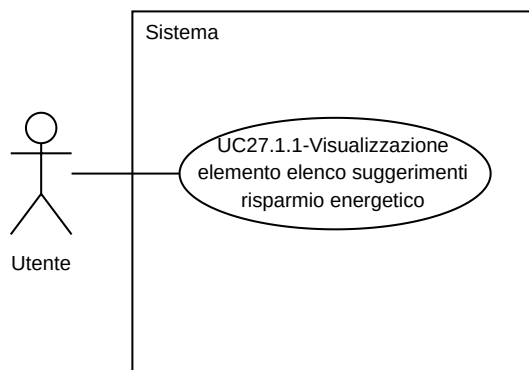 Sistema
UC27.1.1-Visualizzazione
elemento elenco suggerimenti
risparmio energetico
Utente